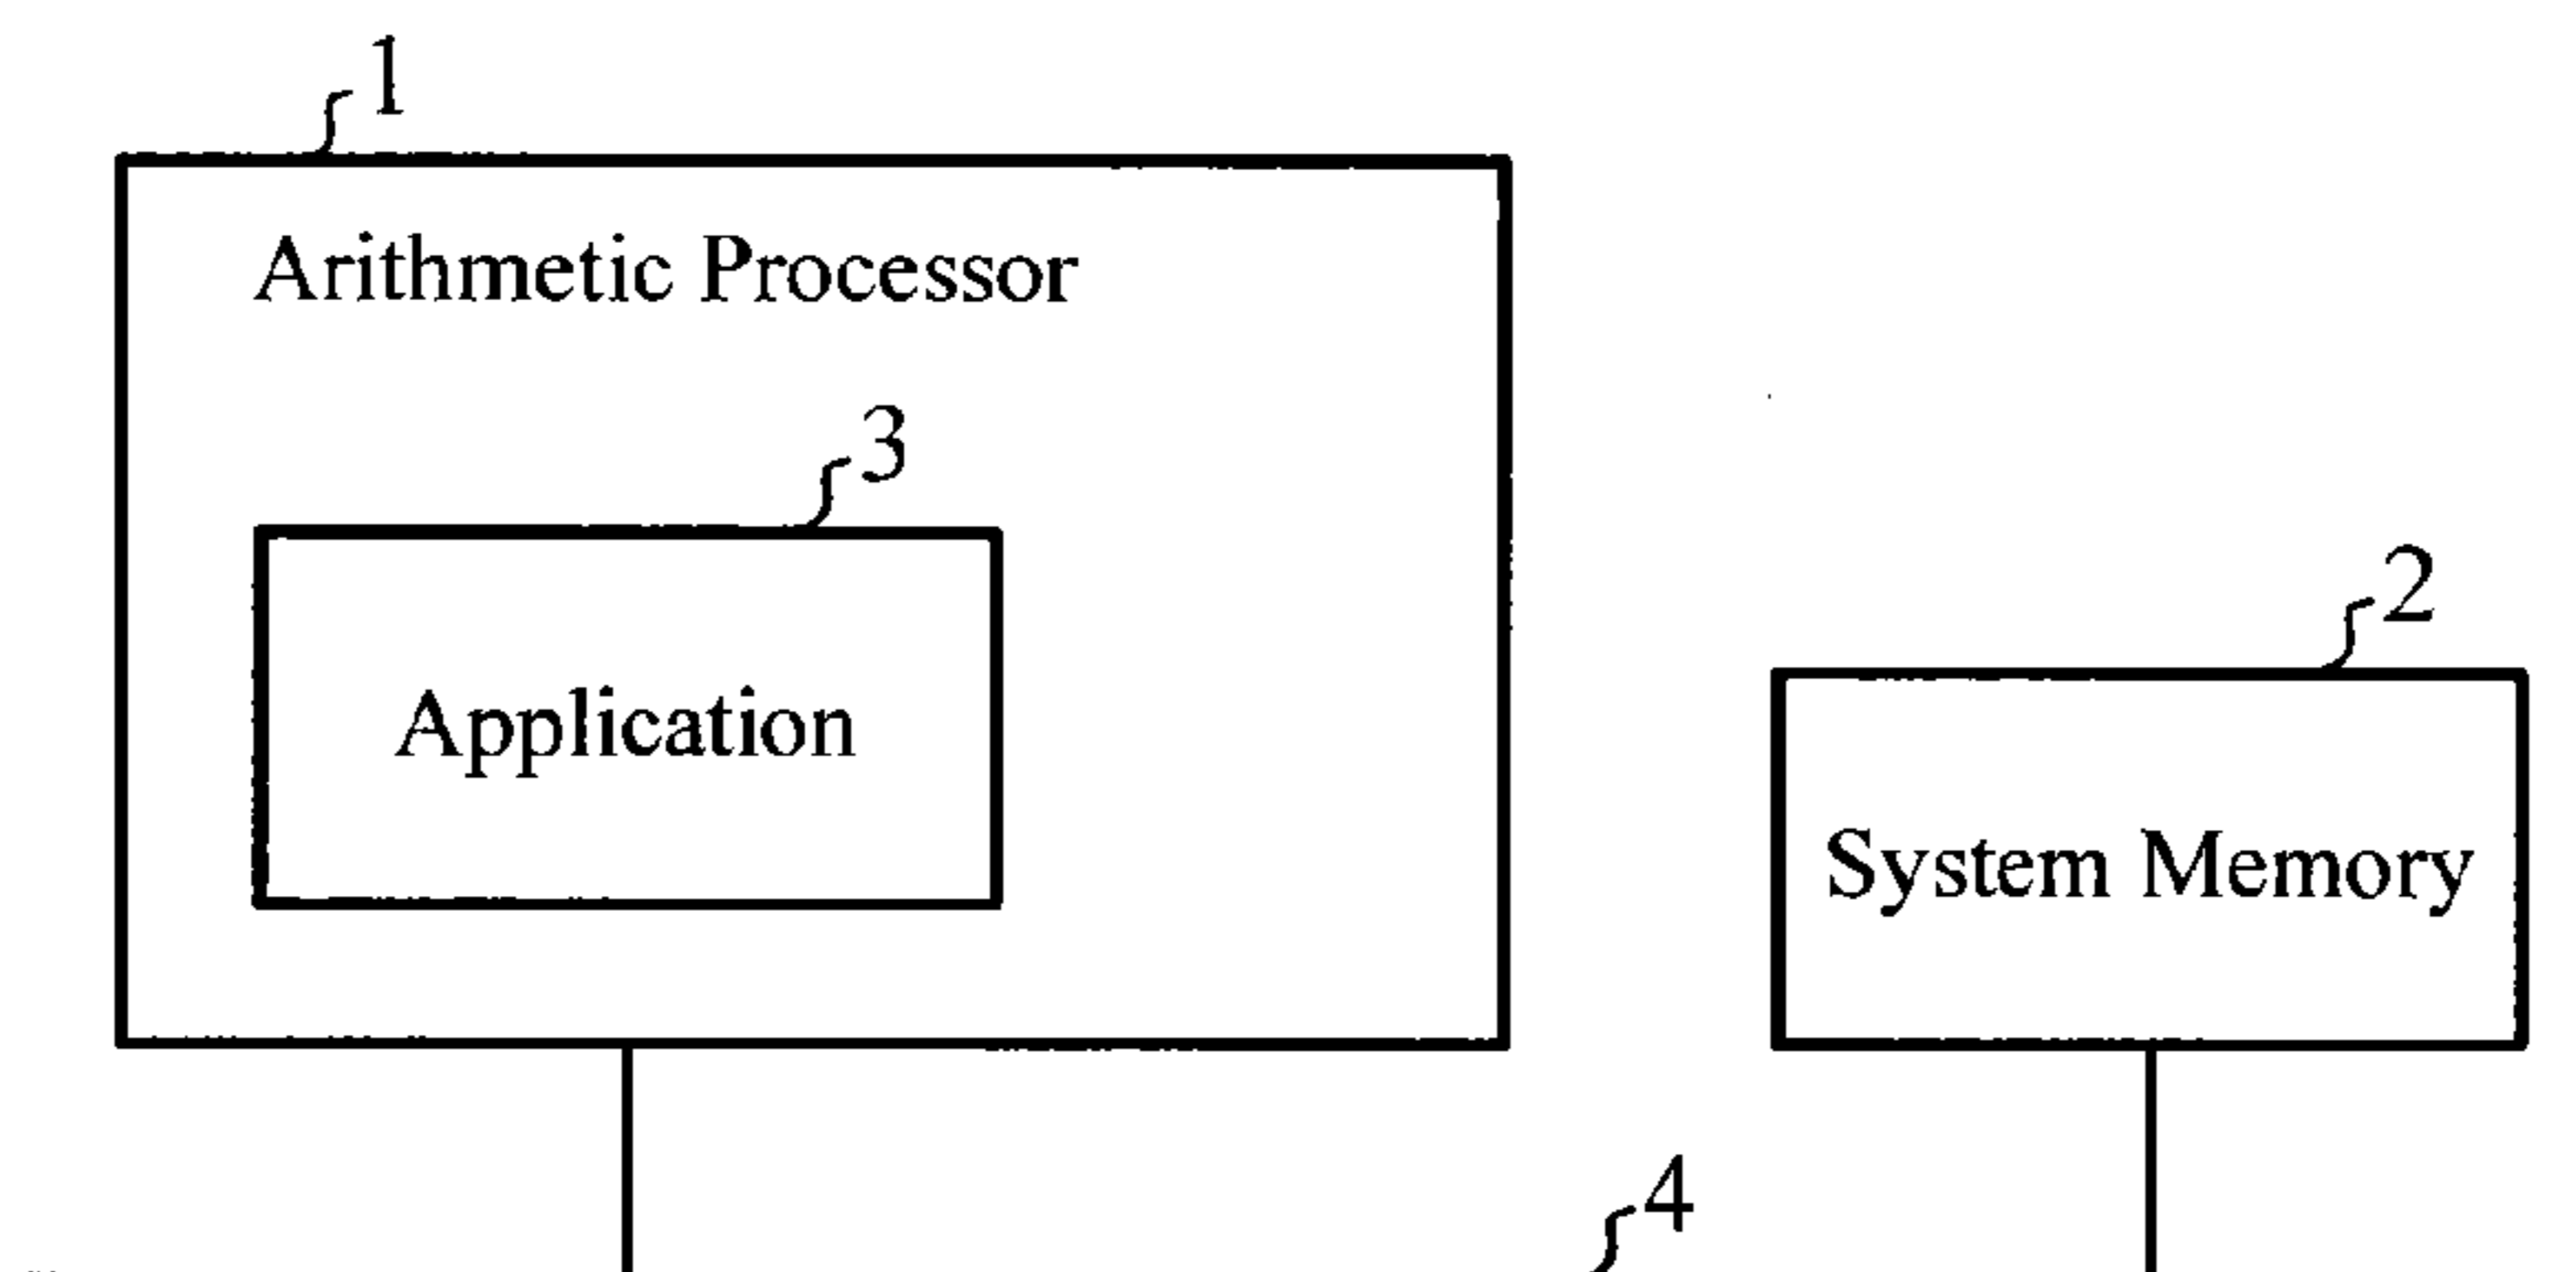 1
Arithmetic Processor
3
Application
2
System Memory
4